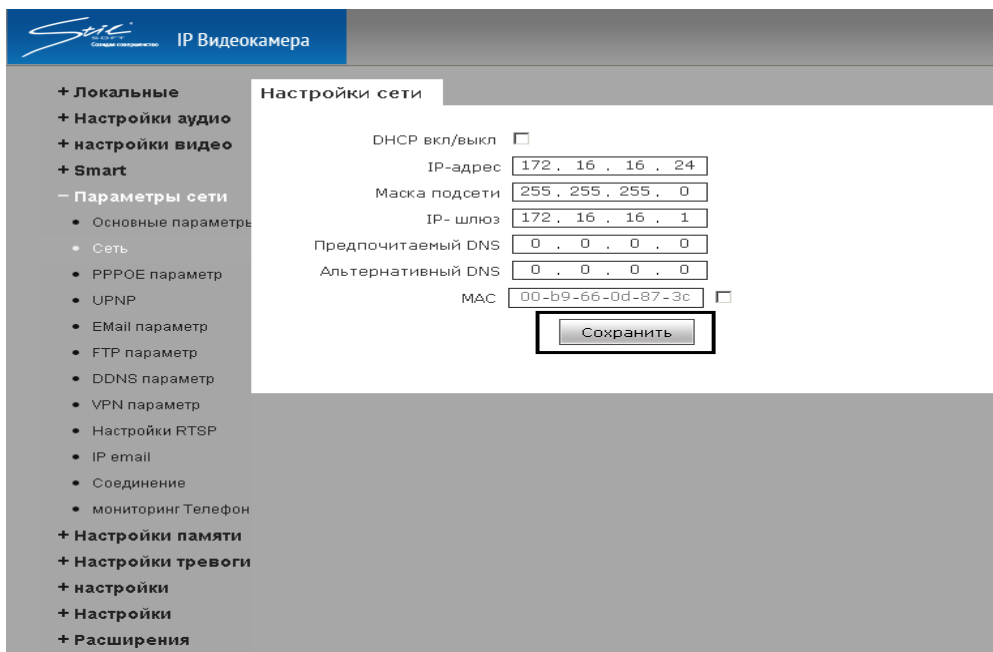 Stilc
SOFT
Создаем совершенство
IP Видеокамера
+ Локальные
+ Настройки аудио
+ настройки видео
+ Smart
– Параметры сети
• Основные параметры
• Сеть
• PPPOE параметр
• UPNP
• EMail параметр
• FTP параметр
• DDNS параметр
• VPN параметр
• Настройки RTSP
• IP email
• Соединение
• мониторинг Телефон
+ Настройки памяти
+ Настройки тревоги
+ настройки
+ Настройки
+ Расширения
Настройки сети
DHCP вкл/выкл
IP-адрес 172 . 16 . 16 . 24
Маска подсети 255 . 255 . 255 . 0
IP- шлюз 172 . 16 . 16 . 1
Предпочитаемый DNS 0 . 0 . 0 . 0
Альтернативный DNS 0 . 0 . 0 . 0
MAC 00-b9-66-0d-87-3c
Сохранить